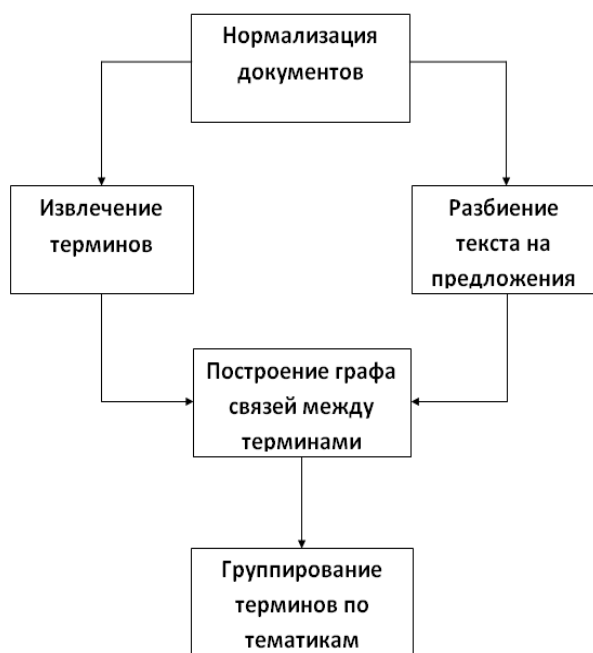 Нормализация
документов
Извлечение
терминов
Разбиение
текста на
предложения
Построение графа
связей между
терминами
Группирование
терминов по
тематикам